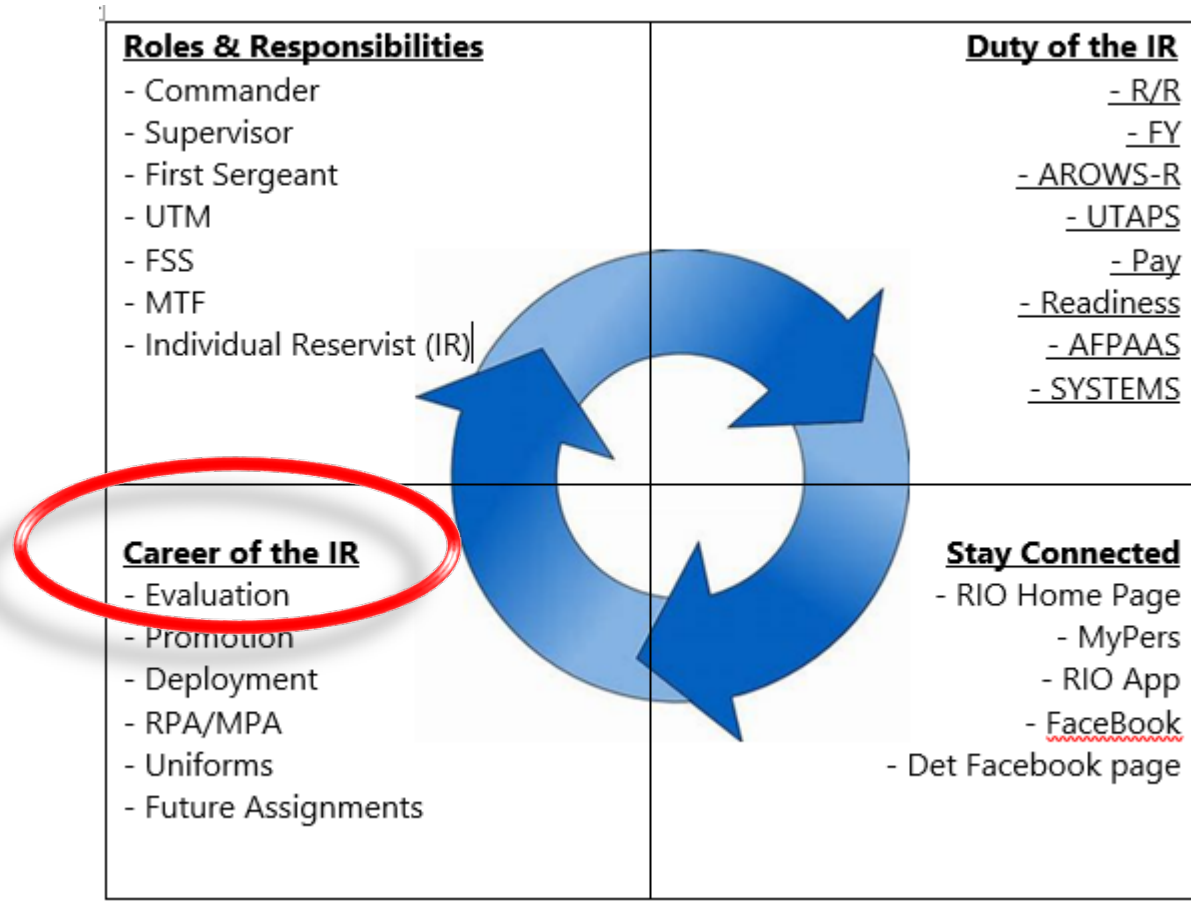 Roles & Responsibilities
- Commander
- Supervisor
- First Sergeant
- UTM
- FSS
- MTF
- Individual Reservist (IR)
Duty of the IR
- R/R
- FY
- AROWS-R
- UTAPS
- Pay
- Readiness
- AFPAAS
- SYSTEMS
Career of the IR
- Evaluation
- Promotion
- Deployment
- RPA/MPA
- Uniforms
- Future Assignments
Stay Connected
- RIO Home Page
- MyPers
- RIO App
- FaceBook
- Det Facebook page